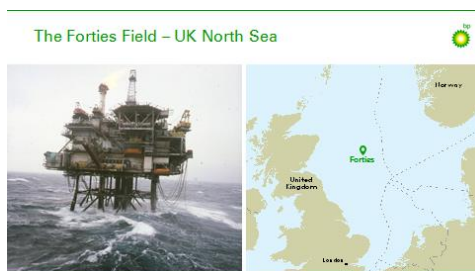 The Forties Field – UK North Sea
bp
Norway
Forties
United
Kingdom
London